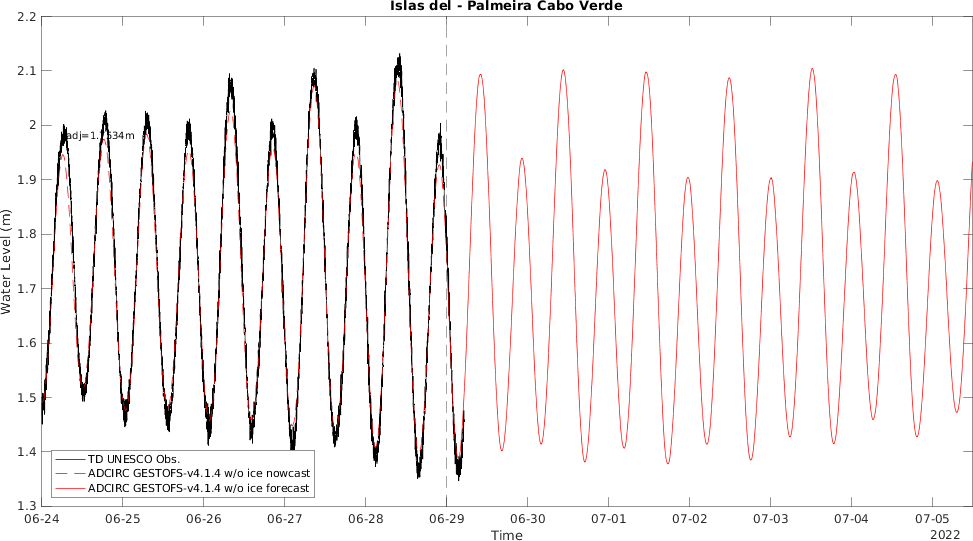 Islas del - Palmeira Cabo Verde
2.2
2.1
2
1.9
1.8
1.7
1.6
1.5
1.4
1.3
Water Level (m)
TD UNESCO Obs.
ADCIRC GESTOFS-v4.1.4 w/o ice nowcast
ADCIRC GESTOFS-v4.1.4 w/o ice forecast
06-24 06-25 06-26 06-27 06-28 06-29 06-30 07-01 07-02 07-03 07-04 07-05
Time
2022